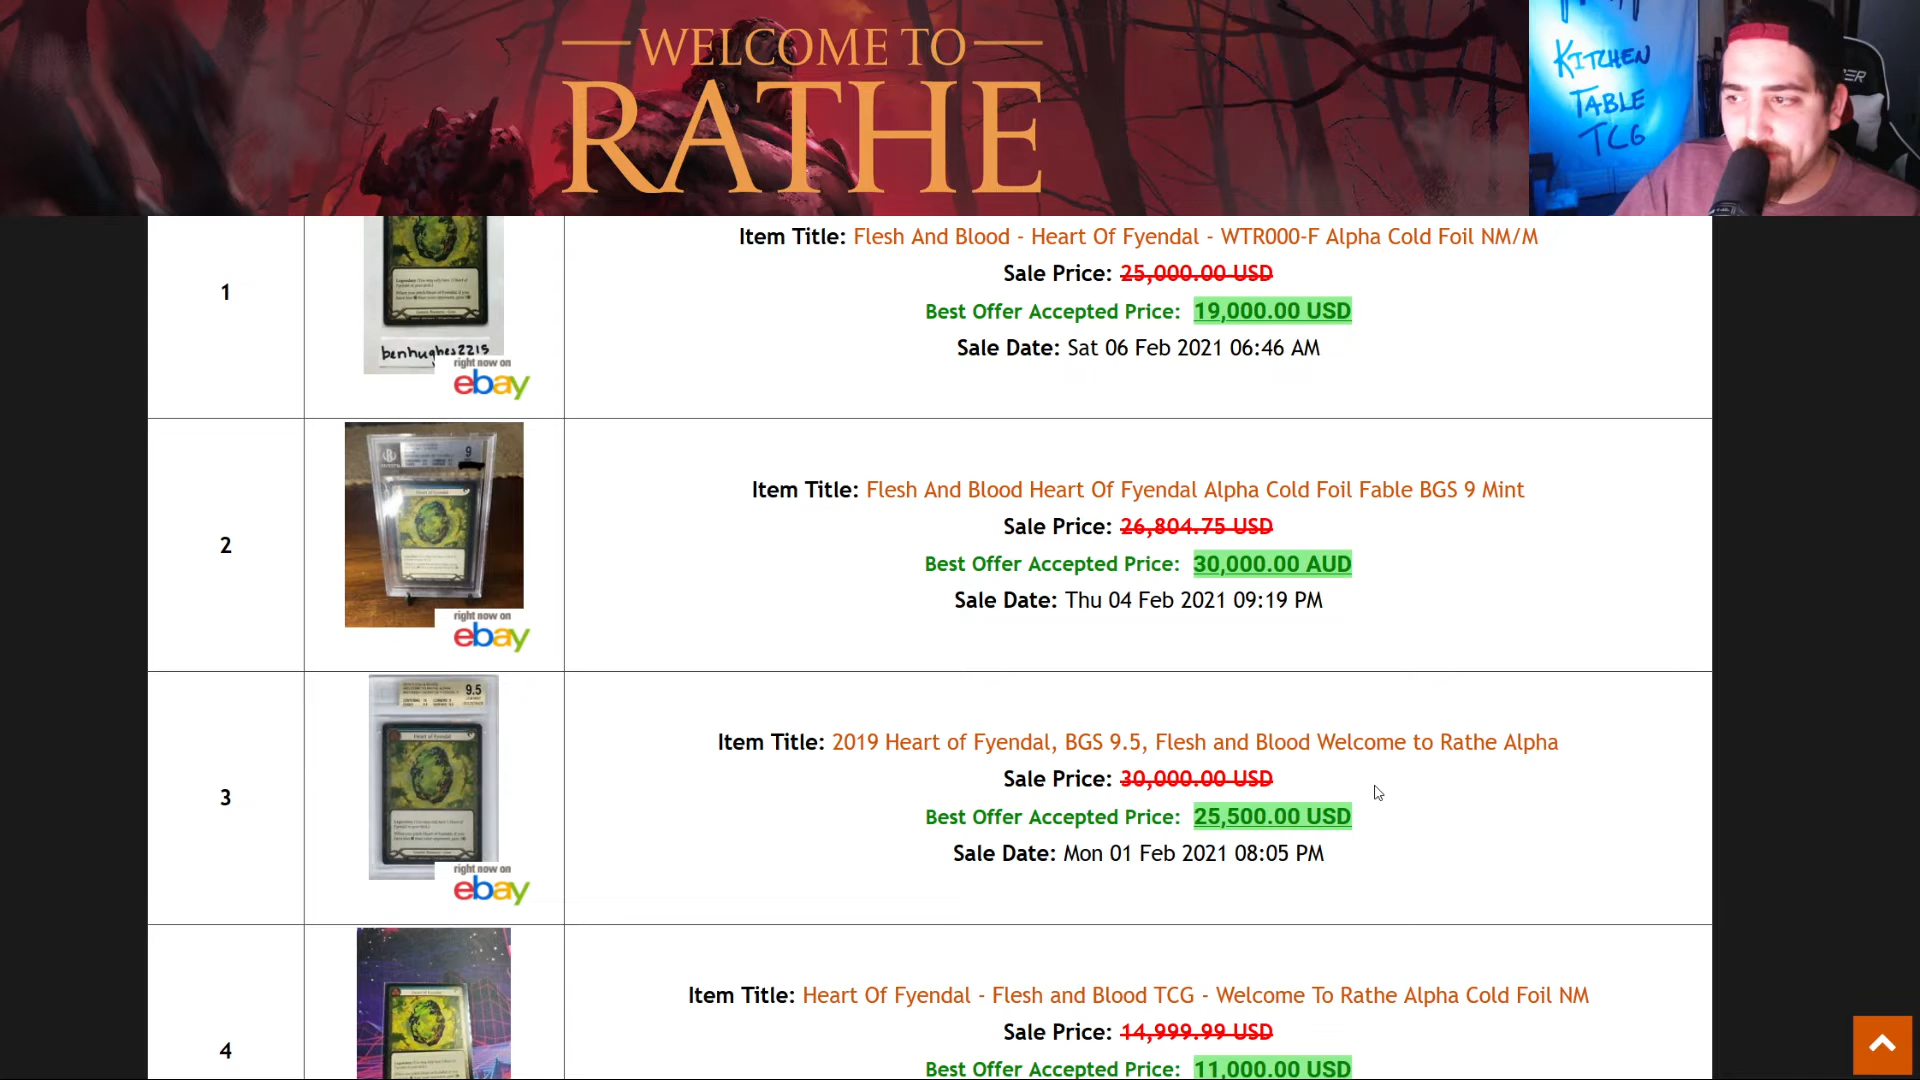 WELCOME TO
RATHE
KITCHEN
TABLE
TCG
1
benhughes2215
right now on
ebay
Item Title: Flesh And Blood - Heart Of Fyendal - WTR000-F Alpha Cold Foil NM/M
Sale Price: 25,000.00 USD
Best Offer Accepted Price: 19,000.00 USD
Sale Date: Sat 06 Feb 2021 06:46 AM
2
9
right now on
ebay
Item Title: Flesh And Blood Heart Of Fyendal Alpha Cold Foil Fable BGS 9 Mint
Sale Price: 26,804.75 USD
Best Offer Accepted Price: 30,000.00 AUD
Sale Date: Thu 04 Feb 2021 09:19 PM
3
9.5
Heart of Fyendal
right now on
ebay
Item Title: 2019 Heart of Fyendal, BGS 9.5, Flesh and Blood Welcome to Rathe Alpha
Sale Price: 30,000.00 USD
Best Offer Accepted Price: 25,500.00 USD
Sale Date: Mon 01 Feb 2021 08:05 PM
4
Item Title: Heart Of Fyendal - Flesh and Blood TCG - Welcome To Rathe Alpha Cold Foil NM
Sale Price: 14,999.99 USD
Best Offer Accepted Price: 11,000.00 USD